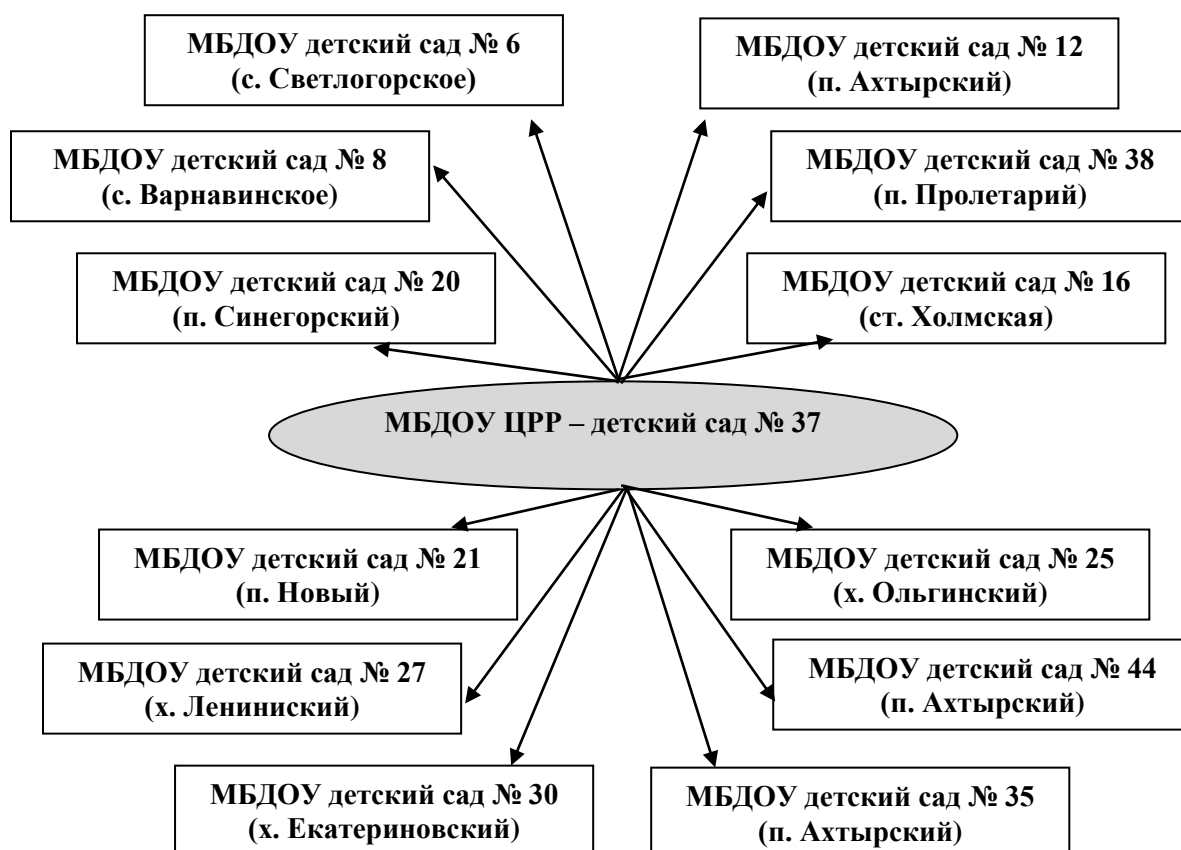 МБДОУ детский сад № 6
(с. Светлогорское)
МБДОУ детский сад № 12
(п. Ахтырский)
МБДОУ детский сад № 8
(с. Варнавинское)
МБДОУ детский сад № 38
(п. Пролетарий)
МБДОУ детский сад № 20
(п. Синегорский)
МБДОУ детский сад № 16
(ст. Холмская)
МБДОУ ЦРР – детский сад № 37
МБДОУ детский сад № 21
(п. Новый)
МБДОУ детский сад № 25
(х. Ольгинский)
МБДОУ детский сад № 27
(х. Лениниский)
МБДОУ детский сад № 44
(п. Ахтырский)
МБДОУ детский сад № 30
(х. Екатериновский)
МБДОУ детский сад № 35
(п. Ахтырский)